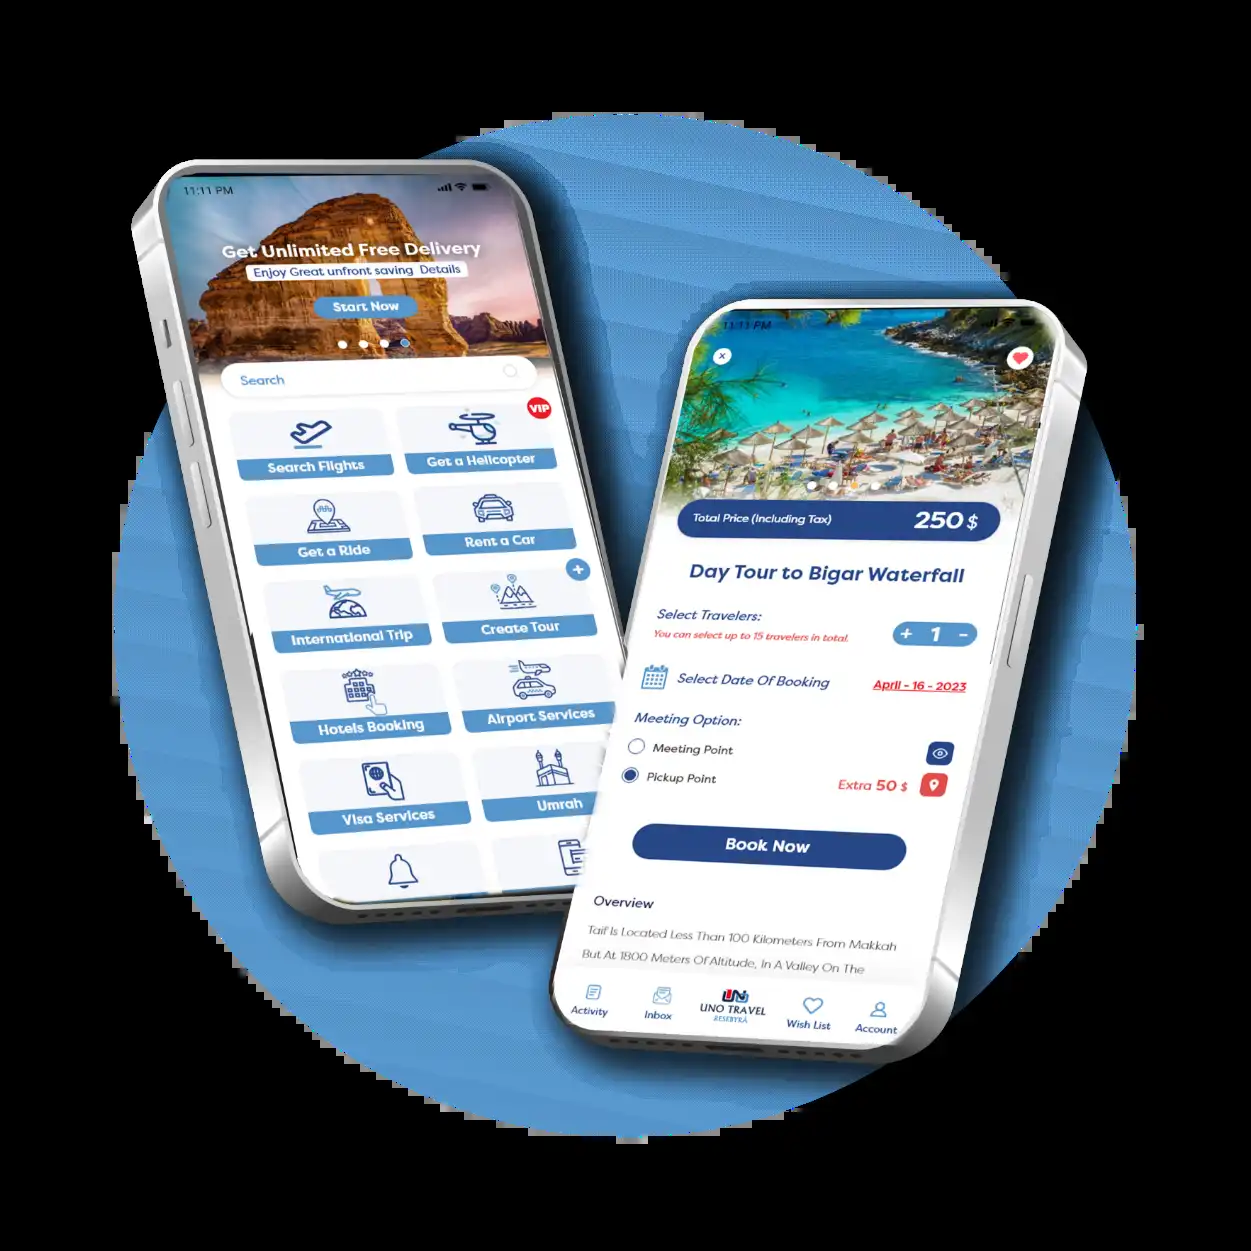 11:11 PM
Get Unlimited Free Delivery
Enjoy Great unfront saving Details
Start Now
Search
VIP
Search Flights
Get a Helicopter
Get a Ride
Rent a Car
International Trip
Create Tour
Hotels Booking
Airport Services
Visa Services
Umrah
11:11 PM
Total Price (Including Tax) 250 $
Day Tour to Bigar Waterfall
Select Travelers:
You can select up to 15 travelers in total.
+ 1 -
Select Date Of Booking April - 16 - 2023
Meeting Option:
Meeting Point
Pickup Point Extra 50 $
Book Now
Overview
Taif Is Located Less Than 100 Kilometers From Makkah
But At 1800 Meters Of Altitude, In A Valley On The
Activity
Inbox
UNO TRAVEL
RESEBYRÅ
Wish List
Account